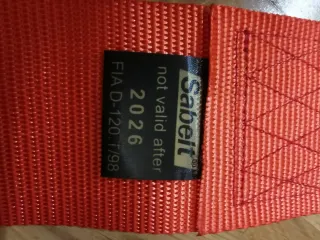 Sabelt
not valid after
2026
FIA D-120.T/98